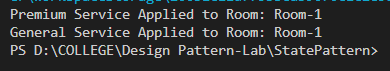 Premium Service Applied to Room: Room-1
General Service Applied to Room: Room-1
PS D:\COLLEGE\Design Pattern-Lab\StatePattern>